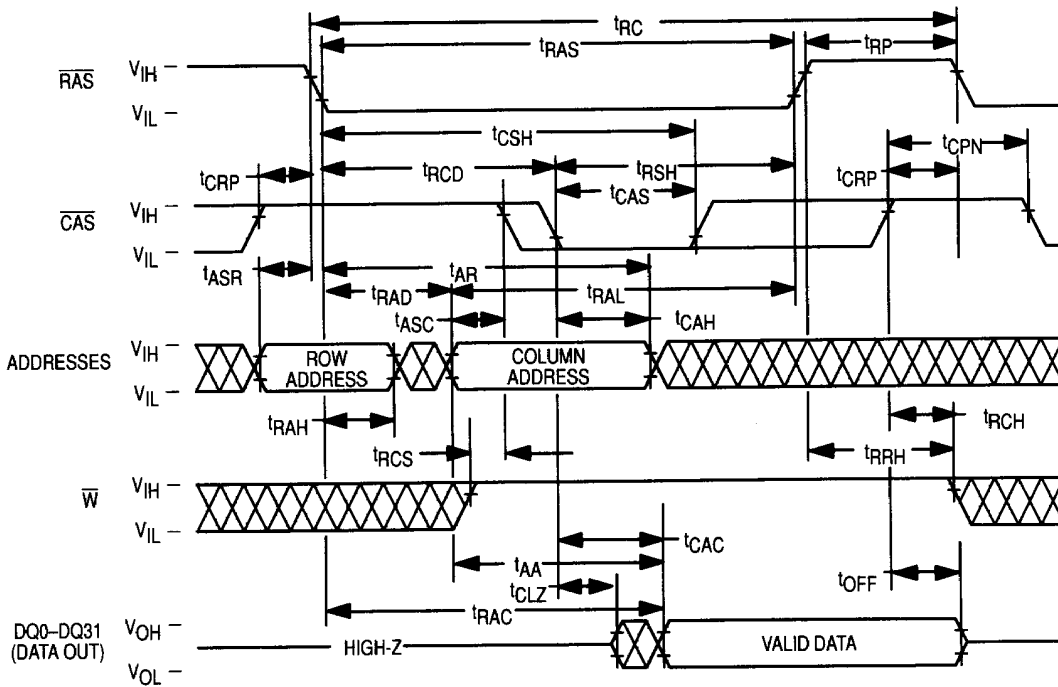 tRC
tRAS
tRP
RAS
VIH
VIL
tCSH
tCPN
tRCD
tRSH
tCRP
tCAS
tCRP
CAS
VIH
VIL
tASR
tAR
tRAD
tRAL
tASC
tCAH
ADDRESSES
VIH
VIL
ROW
ADDRESS
COLUMN
ADDRESS
tRAH
tRCH
tRCS
tRRH
W
VIH
VIL
tCAC
tAA
tCLZ
tOFF
tRAC
DQ0–DQ31
(DATA OUT)
VOH
VOL
HIGH-Z
VALID DATA